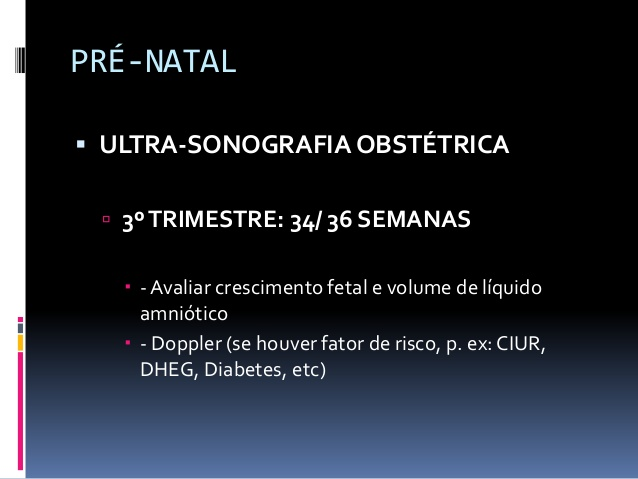 PRÉ-NATAL
ULTRA-SONOGRAFIA OBSTÉTRICA
3º TRIMESTRE: 34/ 36 SEMANAS
- Avaliar crescimento fetal e volume de líquido
amniótico
- Doppler (se houver fator de risco, p. ex: CIUR,
DHEG, Diabetes, etc)